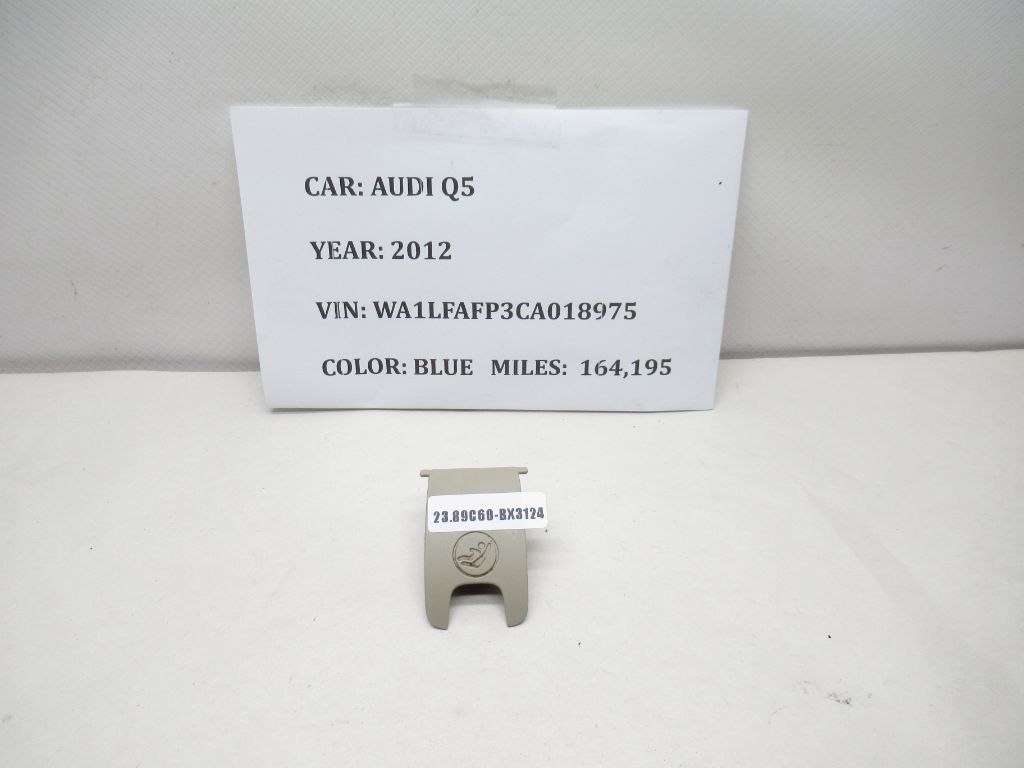 CAR: AUDI Q5
YEAR: 2012
VIN: WA1LFAFP3CA018975
COLOR: BLUE MILES: 164,195
23.89C60-BX3124